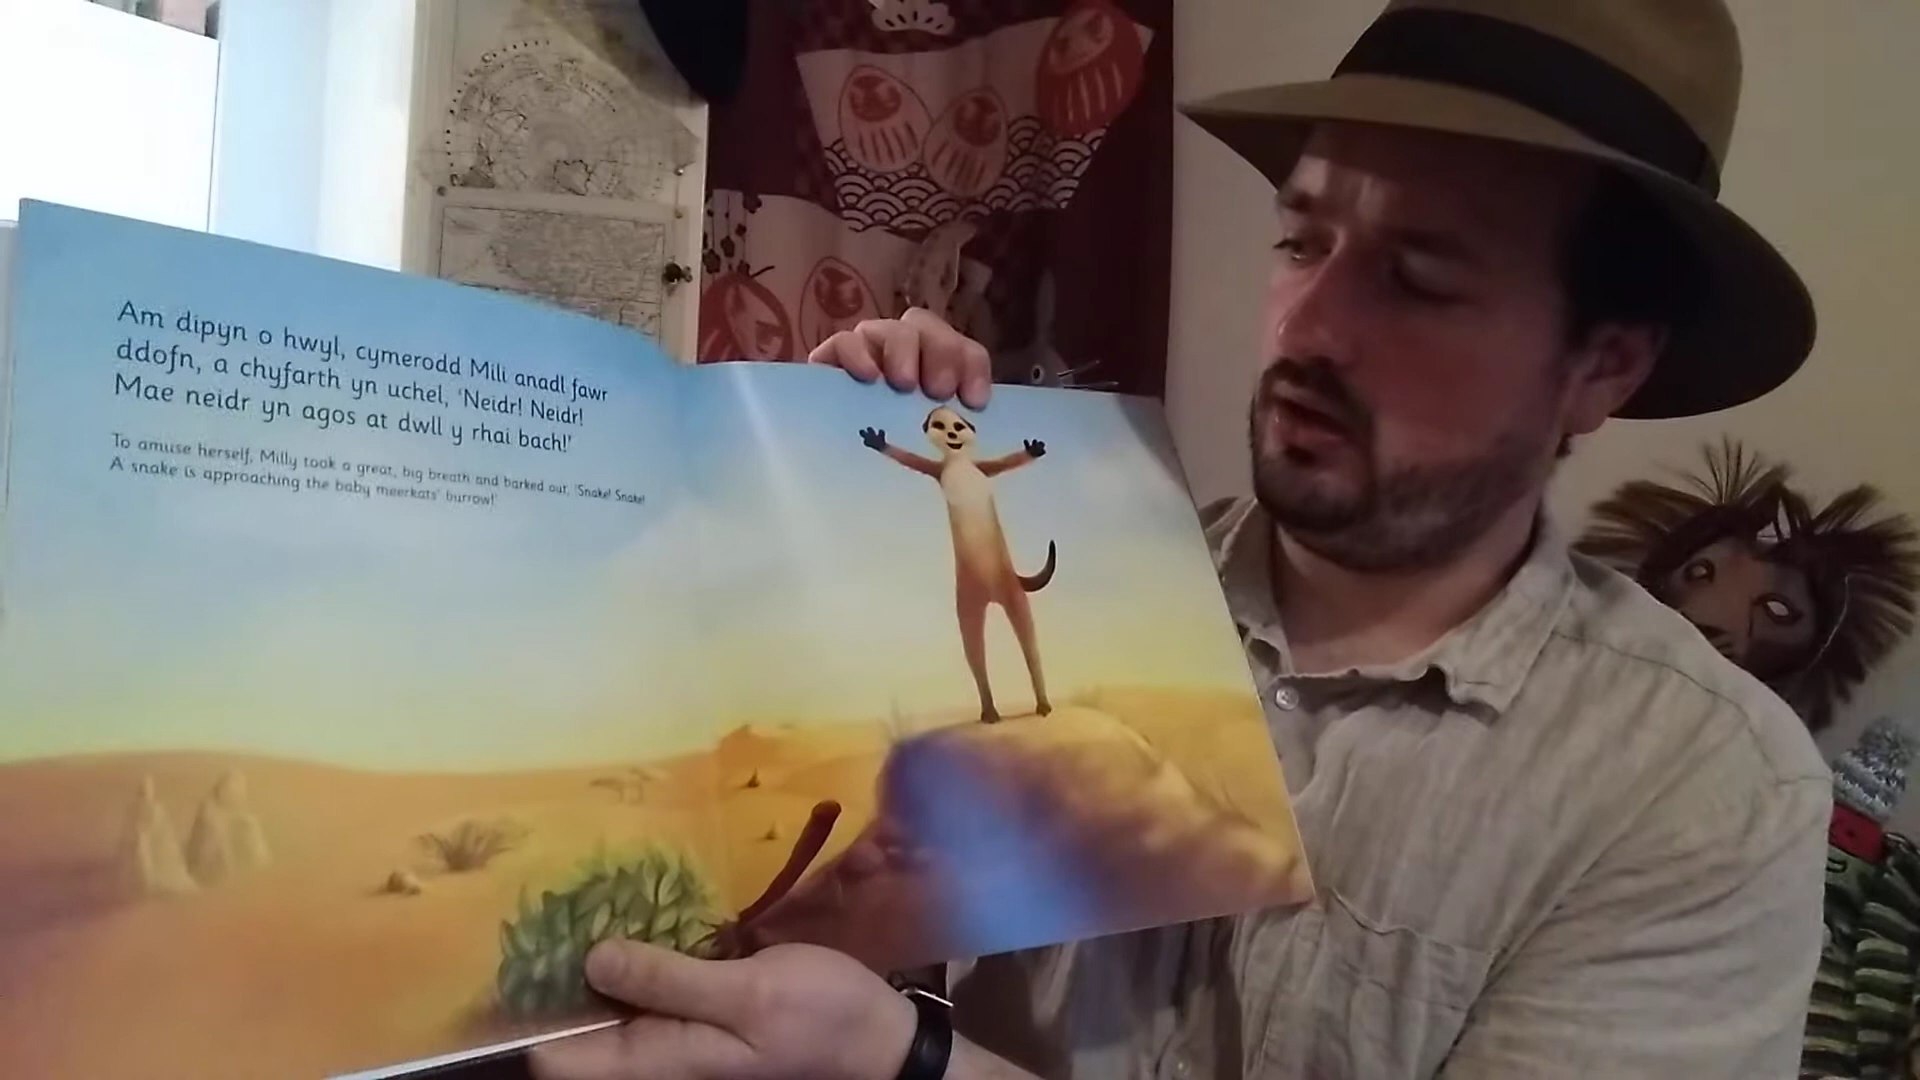 Am dipyn o hwyl, cymerodd Mili anadl fawr
ddofn, a chyfarth yn uchel, ‘Neidr! Neidr!
Mae neidr yn agos at dwll y rhai bach!’
To amuse herself, Milly took a great, big breath and barked out, ‘Snake! Snake!
A snake is approaching the baby meerkats’ burrow!’